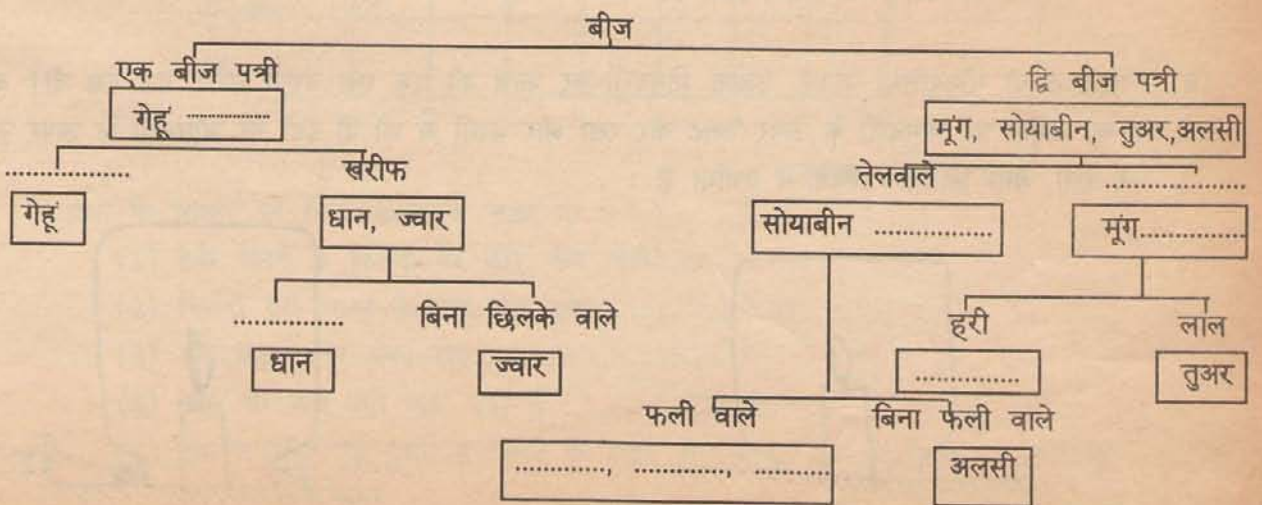 बीज
एक बीज पत्री
द्वि बीज पत्री
गेहूं ..............
मूंग, सोयाबीन, तुअर,अलसी
..................
खरीफ
तेलवाले
....................
गेहूं
धान, ज्वार
सोयाबीन .................
मूंग...............
................
बिना छिलके वाले
हरी
लाल
धान
ज्वार
...............
तुअर
फली वाले
बिना फली वाले
............., ............., ...........
अलसी